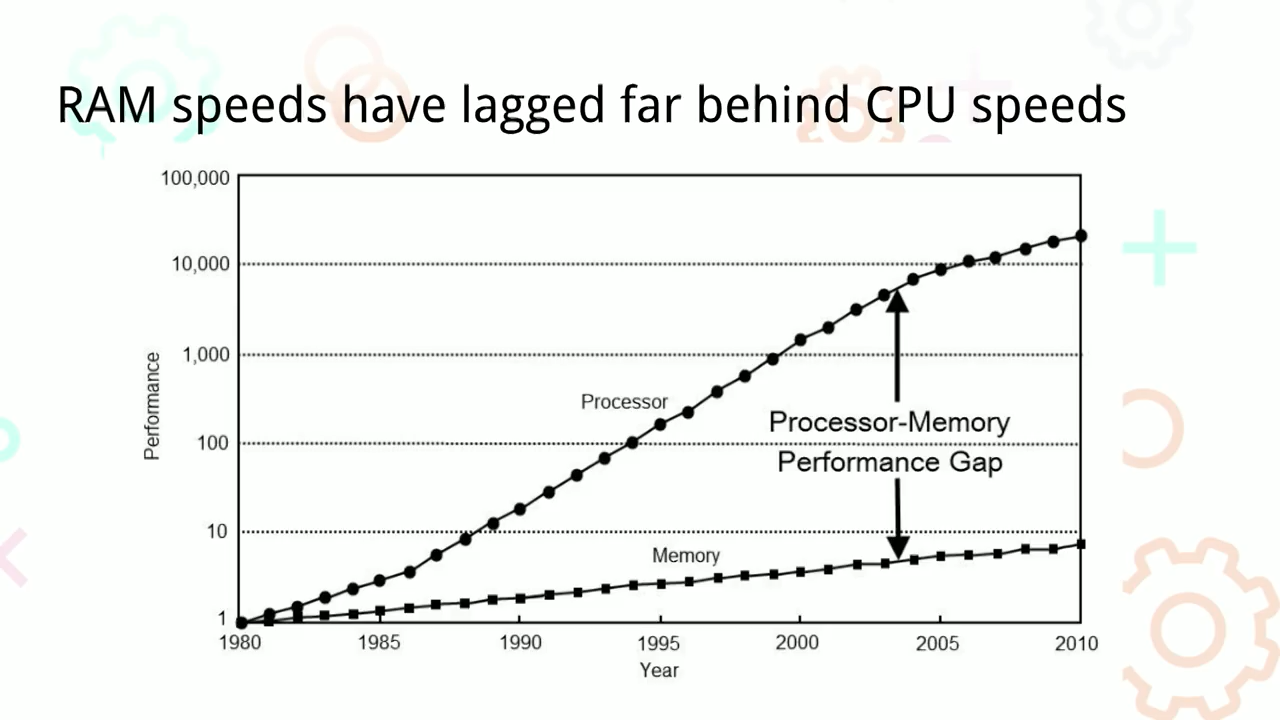 RAM speeds have lagged far behind CPU speeds
100,000
10,000
1,000
100
10
1
Performance
Processor
Processor-Memory
Performance Gap
Memory
1980 1985 1990 1995 2000 2005 2010
Year